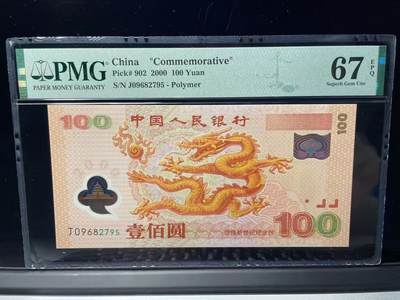 PMG
PAPER MONEY GUARANTY
China "Commemorative"
Pick# 902 2000 100 Yuan
S/N J09682795 - Polymer
67 EPQ
Superb Gem Unc
100
中国人民银行
100
J09682795
壹佰圆
100